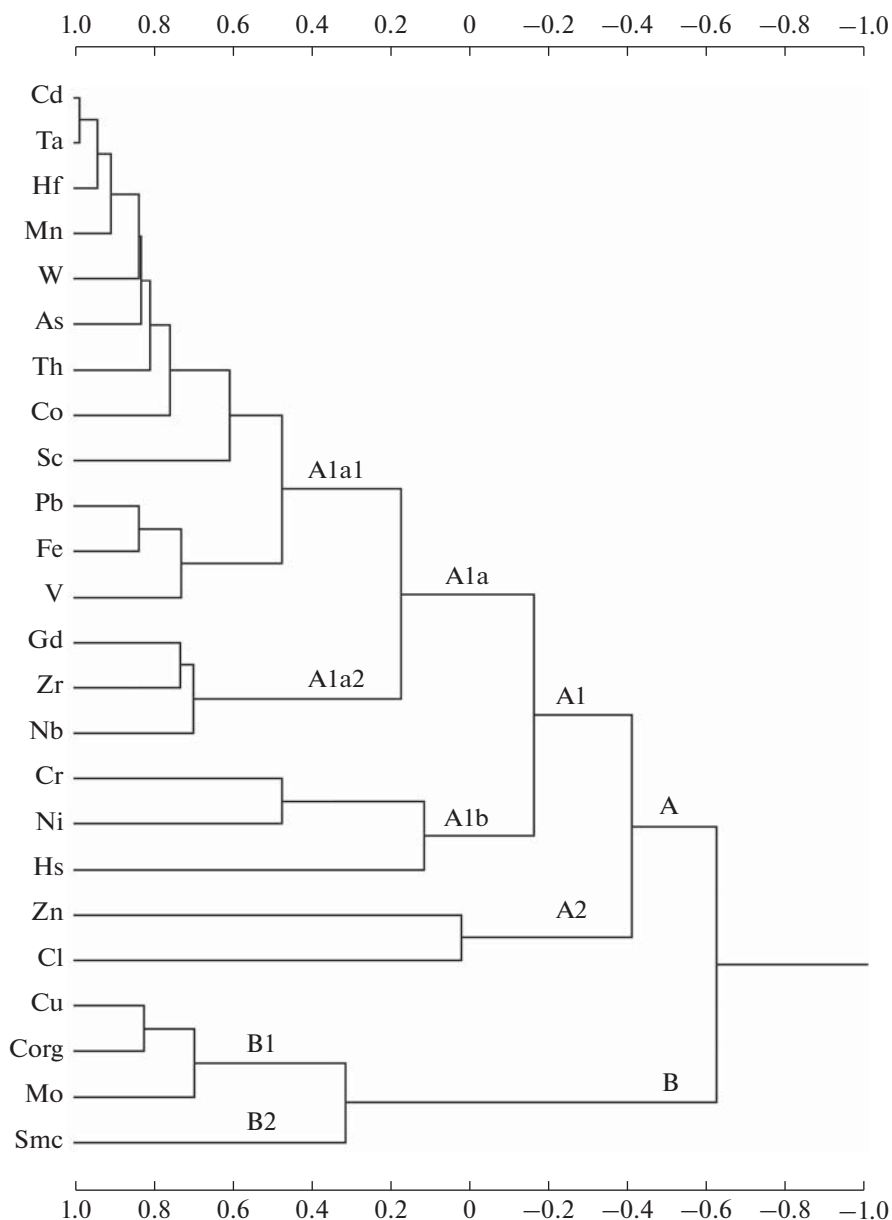 1.0 0.8 0.6 0.4 0.2 0 −0.2 −0.4 −0.6 −0.8 −1.0
Cd
Ta
Hf
Mn
W
As
Th
Co
Sc
A1a1
Pb
Fe
A1a
V
Gd
A1a2
Zr
A1
Nb
Cr
A
Ni
A1b
Hs
Zn
A2
Cl
Cu
Corg
B1
B
Mo
B2
Smc
1.0 0.8 0.6 0.4 0.2 0 −0.2 −0.4 −0.6 −0.8 −1.0